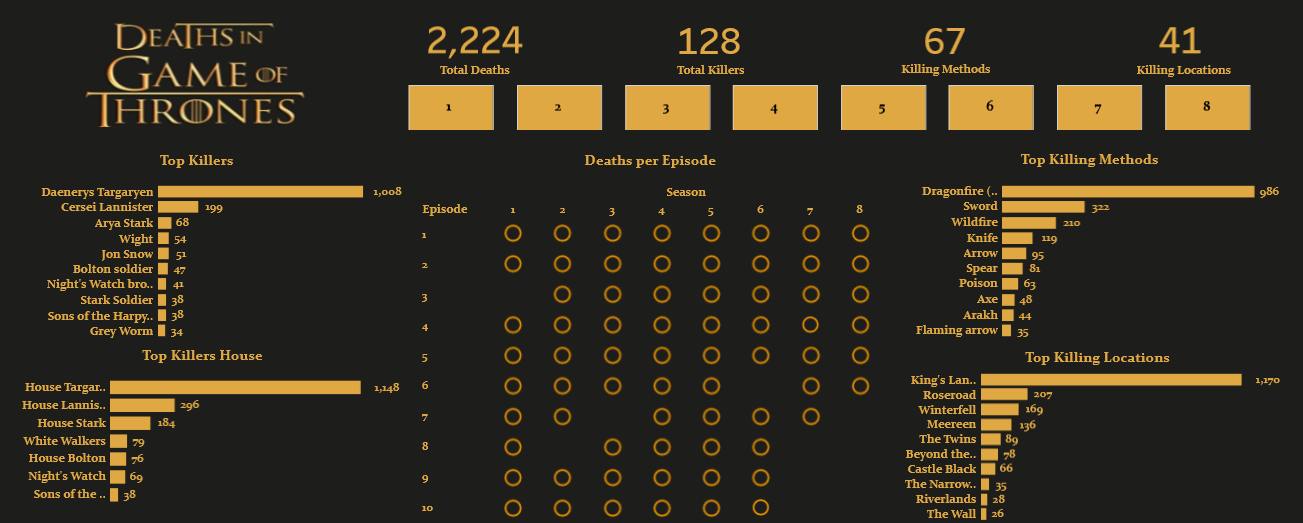 DEATHS IN
GAME OF
THRONES
2,224
Total Deaths
128
Total Killers
67
Killing Methods
41
Killing Locations
1 2 3 4 5 6 7 8
Top Killers
Daenerys Targaryen 1,008
Cersei Lannister 199
Arya Stark 68
Wight 54
Jon Snow 51
Bolton soldier 47
Night's Watch bro.. 41
Stark Soldier 38
Sons of the Harpy.. 38
Grey Worm 34
Top Killers House
House Targar.. 1,148
House Lannis.. 296
House Stark 184
White Walkers 79
House Bolton 76
Night's Watch 69
Sons of the .. 38
Deaths per Episode
Season
Episode 1 2 3 4 5 6 7 8
1
2
3
4
5
6
7
8
9
10
Top Killing Methods
Dragonfire (.. 986
Sword 322
Wildfire 210
Knife 119
Arrow 95
Spear 81
Poison 63
Axe 48
Arakh 44
Flaming arrow 35
Top Killing Locations
King's Lan.. 1,170
Roseroad 207
Winterfell 169
Meereen 136
The Twins 89
Beyond the.. 78
Castle Black 66
The Narrow.. 35
Riverlands 28
The Wall 26